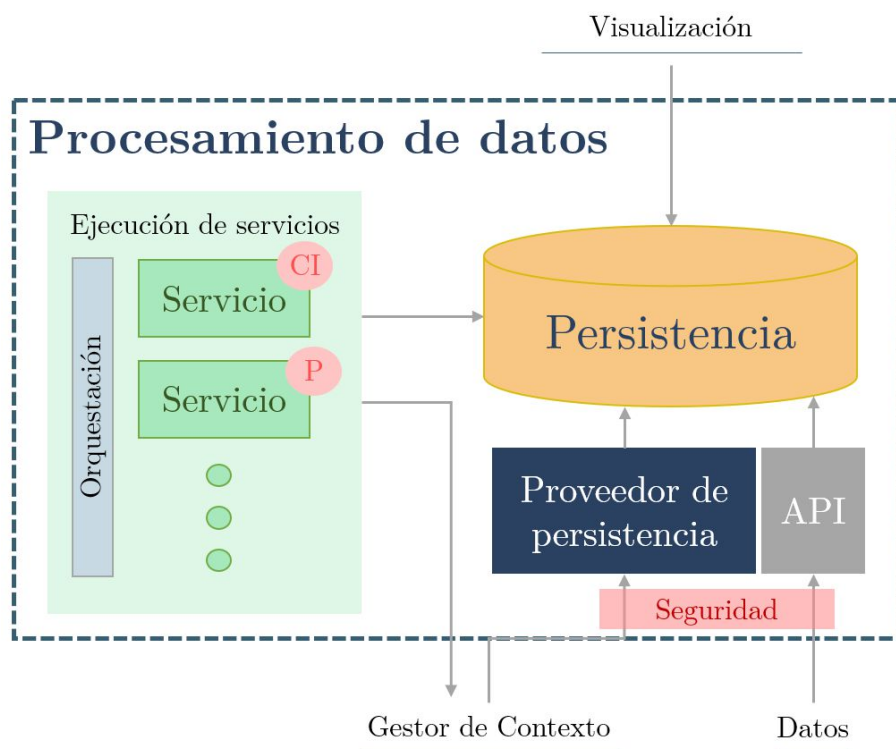 Visualización
Procesamiento de datos
Ejecución de servicios
Orquestación
Servicio
CI
Servicio
P
Persistencia
Proveedor de
persistencia
API
Seguridad
Gestor de Contexto
Datos